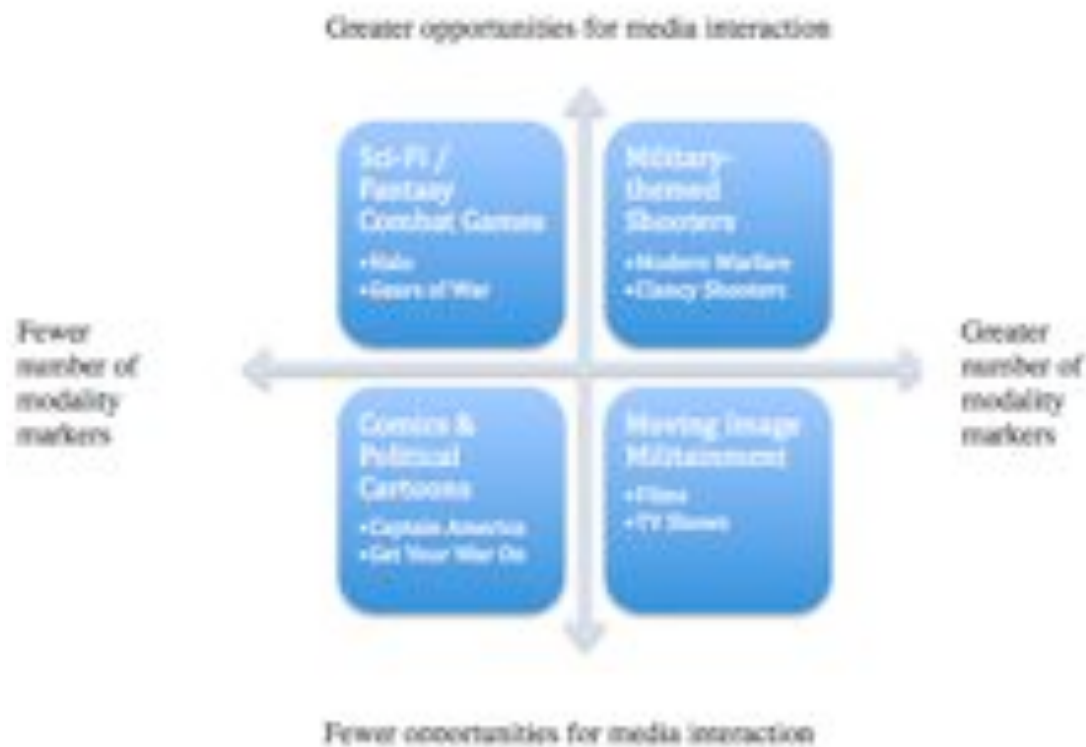 Greater opportunities for media interaction
Sci-Fi /
Fantasy
Combat Games
•Halo
•Gears of War
Military-
themed
Shooters
•Modern Warfare
•Clancy Shooters
Fewer
number of
modality
markers
Greater
number of
modality
markers
Comics &
Political
Cartoons
•Captain America
•Get Your War On
Moving Image
Militainment
•Films
•TV Shows
Fewer opportunities for media interaction